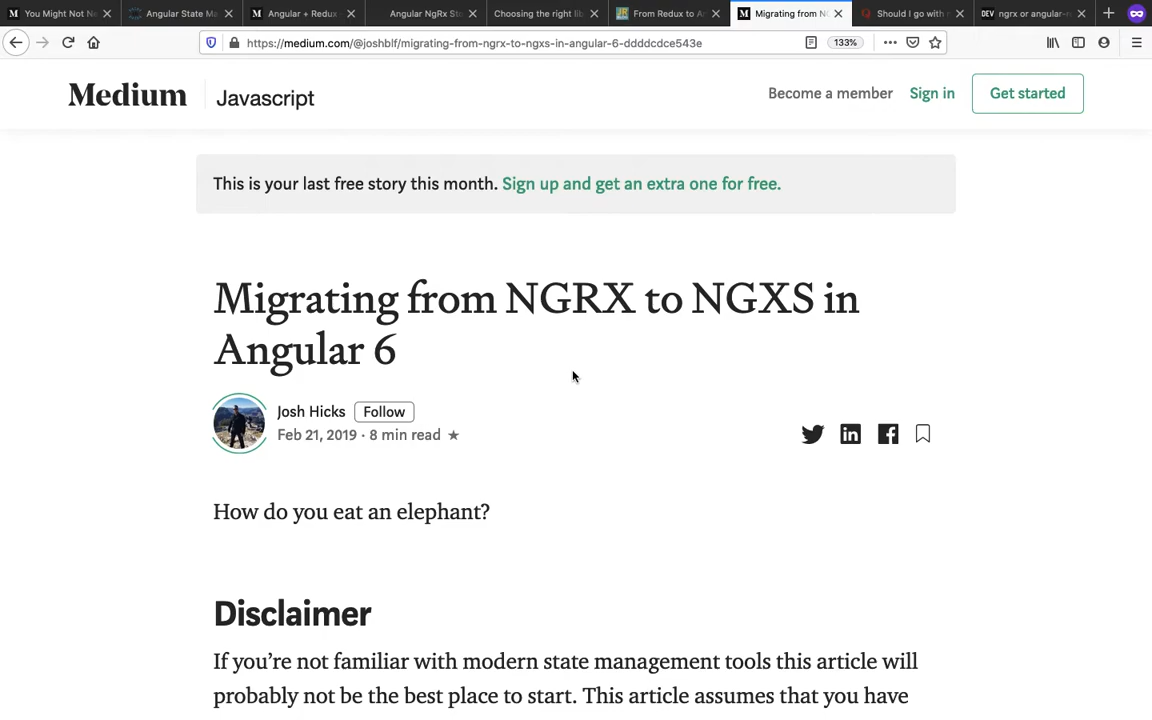 You Might Not Ne
Angular State Ma
Angular + Redux
Angular NgRx Sto
Choosing the right lib
From Redux to An
Migrating from NG
Should I go with n
DEV ngrx or angular-r
https://medium.com/@joshblf/migrating-from-ngrx-to-ngxs-in-angular-6-ddddcdce543e
133%
Medium Javascript
Become a member Sign in Get started
This is your last free story this month. Sign up and get an extra one for free.
Migrating from NGRX to NGXS in
Angular 6
Josh Hicks Follow
Feb 21, 2019 · 8 min read ★
How do you eat an elephant?
Disclaimer
If you’re not familiar with modern state management tools this article will
probably not be the best place to start. This article assumes that you have